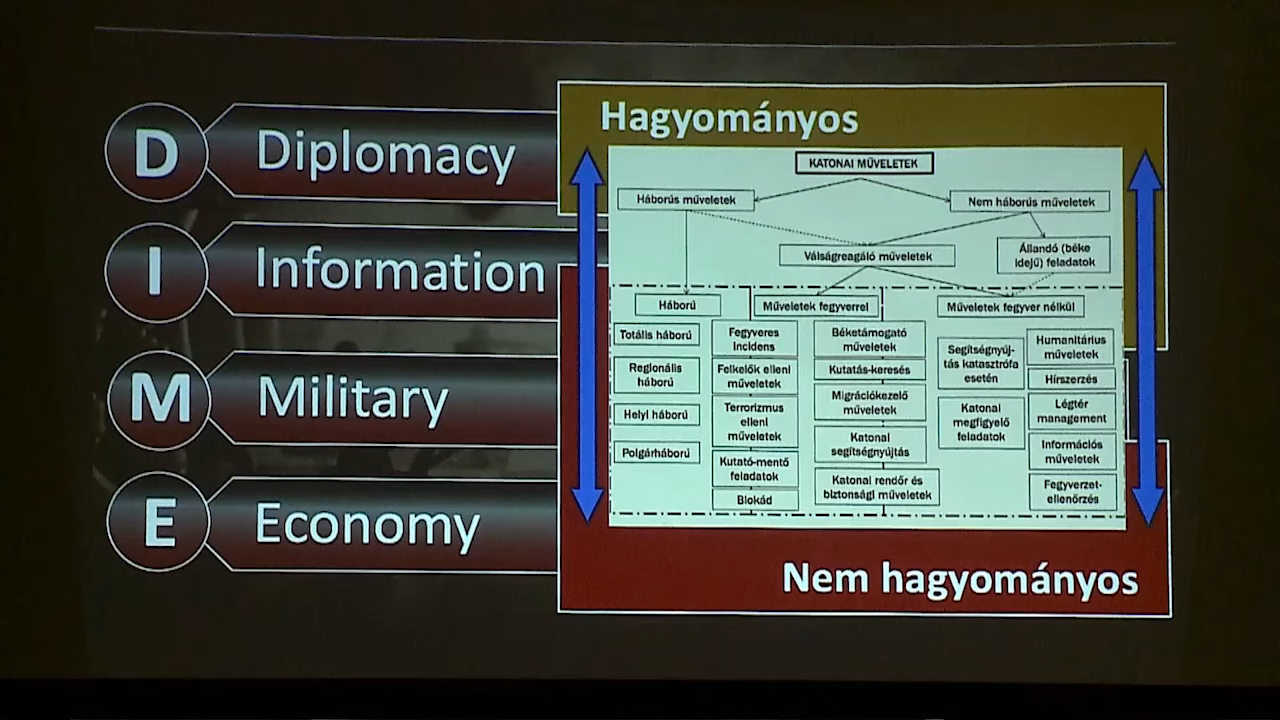 D
Diplomacy
I
Information
M
Military
E
Economy
Hagyományos
KATONAI MŰVELETEK
Háborús műveletek
Nem háborús műveletek
Válságreagáló műveletek
Állandó (béke
idejű) feladatok
Háború
Műveletek fegyverrel
Műveletek fegyver nélkül
Totális háború
Regionális
háború
Helyi háború
Polgárháború
Fegyveres
incidens
Felkelők elleni
műveletek
Terrorizmus
elleni
műveletek
Kutató-mentő
feladatok
Blokád
Béketámogató
műveletek
Kutatás-keresés
Migrációkezelő
műveletek
Katonai
segítségnyújtás
Katonai rendőr és
biztonsági műveletek
Segítségnyúj-
tás katasztrófa
esetén
Katonai
megfigyelő
feladatok
Humanitárius
műveletek
Hírszerzés
Légtér
management
Információs
műveletek
Fegyverzet-
ellenőrzés
Nem hagyományos